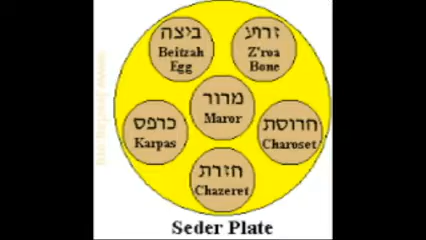 ביצה
Beitzah
Egg
זרוע
Z'roa
Bone
מרור
Maror
כרפס
Karpas
חרוסת
Charoset
חזרת
Chazeret
Seder Plate